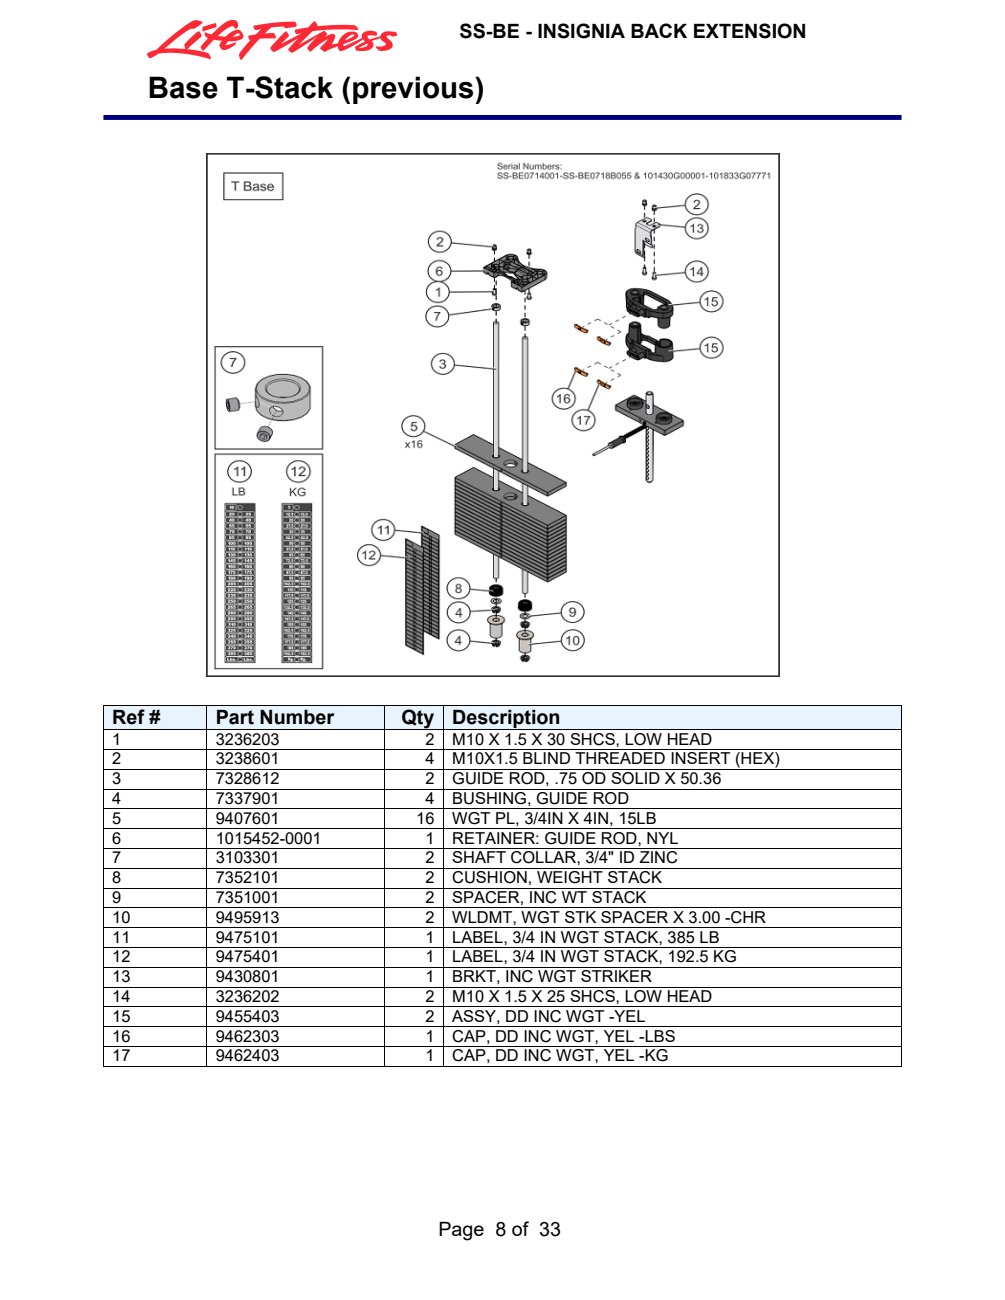 Life Fitness
SS-BE - INSIGNIA BACK EXTENSION
Base T-Stack (previous)
Serial Numbers:
SS-BE0714001-SS-BE0718B055 & 101430G00001-101833G07771
T Base
2
13
2
6
14
1
15
7
7
3
15
16
17
5
x16
11
12
LB
KG
11
12
8
4
9
4
10
Ref # Part Number Qty Description
1 3236203 2 M10 X 1.5 X 30 SHCS, LOW HEAD
2 3238601 4 M10X1.5 BLIND THREADED INSERT (HEX)
3 7328612 2 GUIDE ROD, .75 OD SOLID X 50.36
4 7337901 4 BUSHING, GUIDE ROD
5 9407601 16 WGT PL, 3/4IN X 4IN, 15LB
6 1015452-0001 1 RETAINER: GUIDE ROD, NYL
7 3103301 2 SHAFT COLLAR, 3/4" ID ZINC
8 7352101 2 CUSHION, WEIGHT STACK
9 7351001 2 SPACER, INC WT STACK
10 9495913 2 WLDMT, WGT STK SPACER X 3.00 -CHR
11 9475101 1 LABEL, 3/4 IN WGT STACK, 385 LB
12 9475401 1 LABEL, 3/4 IN WGT STACK, 192.5 KG
13 9430801 1 BRKT, INC WGT STRIKER
14 3236202 2 M10 X 1.5 X 25 SHCS, LOW HEAD
15 9455403 2 ASSY, DD INC WGT -YEL
16 9462303 1 CAP, DD INC WGT, YEL -LBS
17 9462403 1 CAP, DD INC WGT, YEL -KG
Page 8 of 33